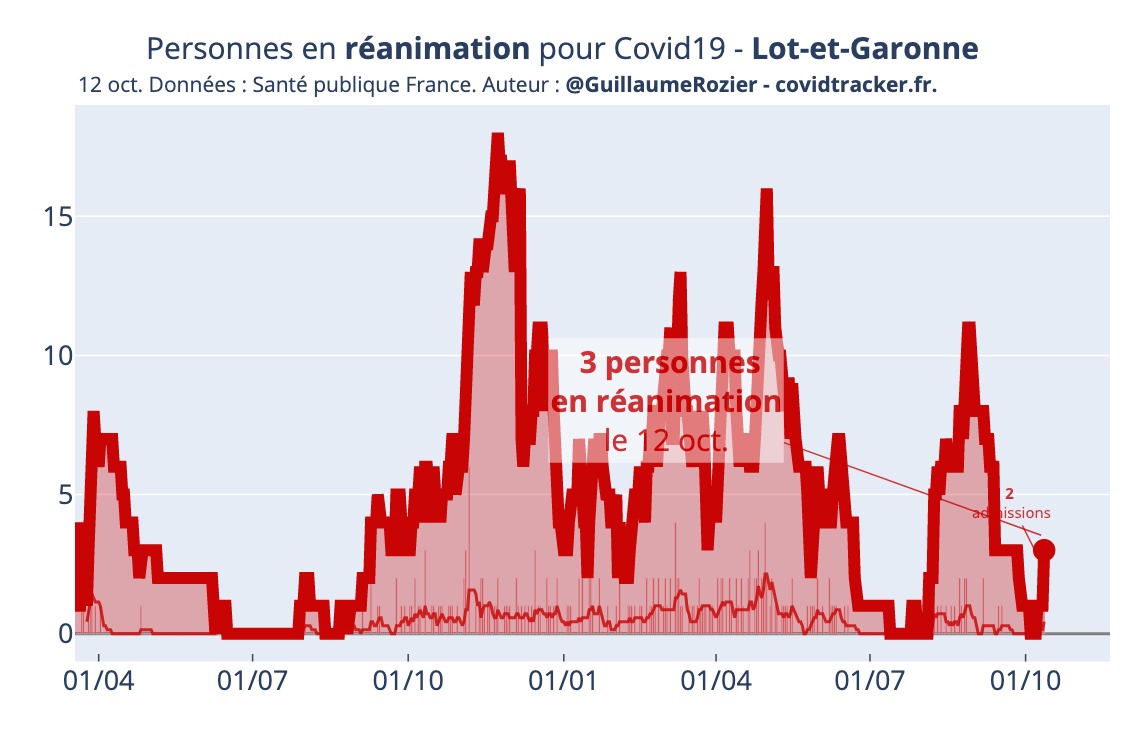 Personnes en réanimation pour Covid19 - Lot-et-Garonne
12 oct. Données : Santé publique France. Auteur : @GuillaumeRozier - covidtracker.fr.
15
10
5
0
3 personnes
en réanimation
le 12 oct.
2
admissions
01/04
01/07
01/10
01/01
01/04
01/07
01/10